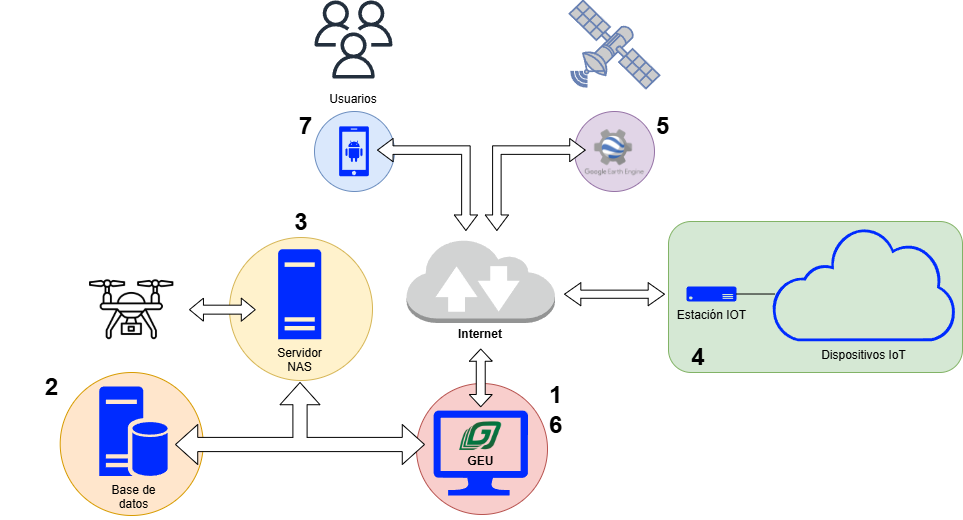 Usuarios
7
5
Google Earth Engine
3
Internet
Estación IOT
4
Dispositivos IoT
Servidor
NAS
2
1
6
GEU
Base de
datos